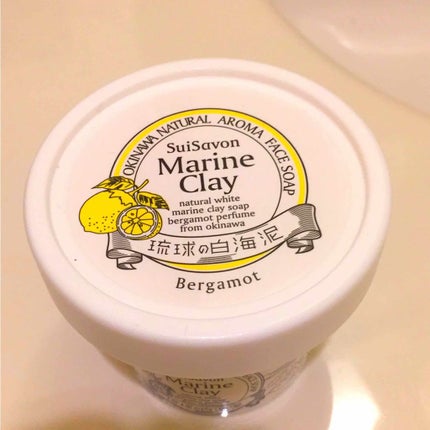 OKINAWA NATURAL AROMA FACE SOAP
SuiSavon
Marine
Clay
natural white
marine clay soap
bergamot perfume
from okinawa
琉球の白海泥
Bergamot
SuiSavon
Marine
Clay